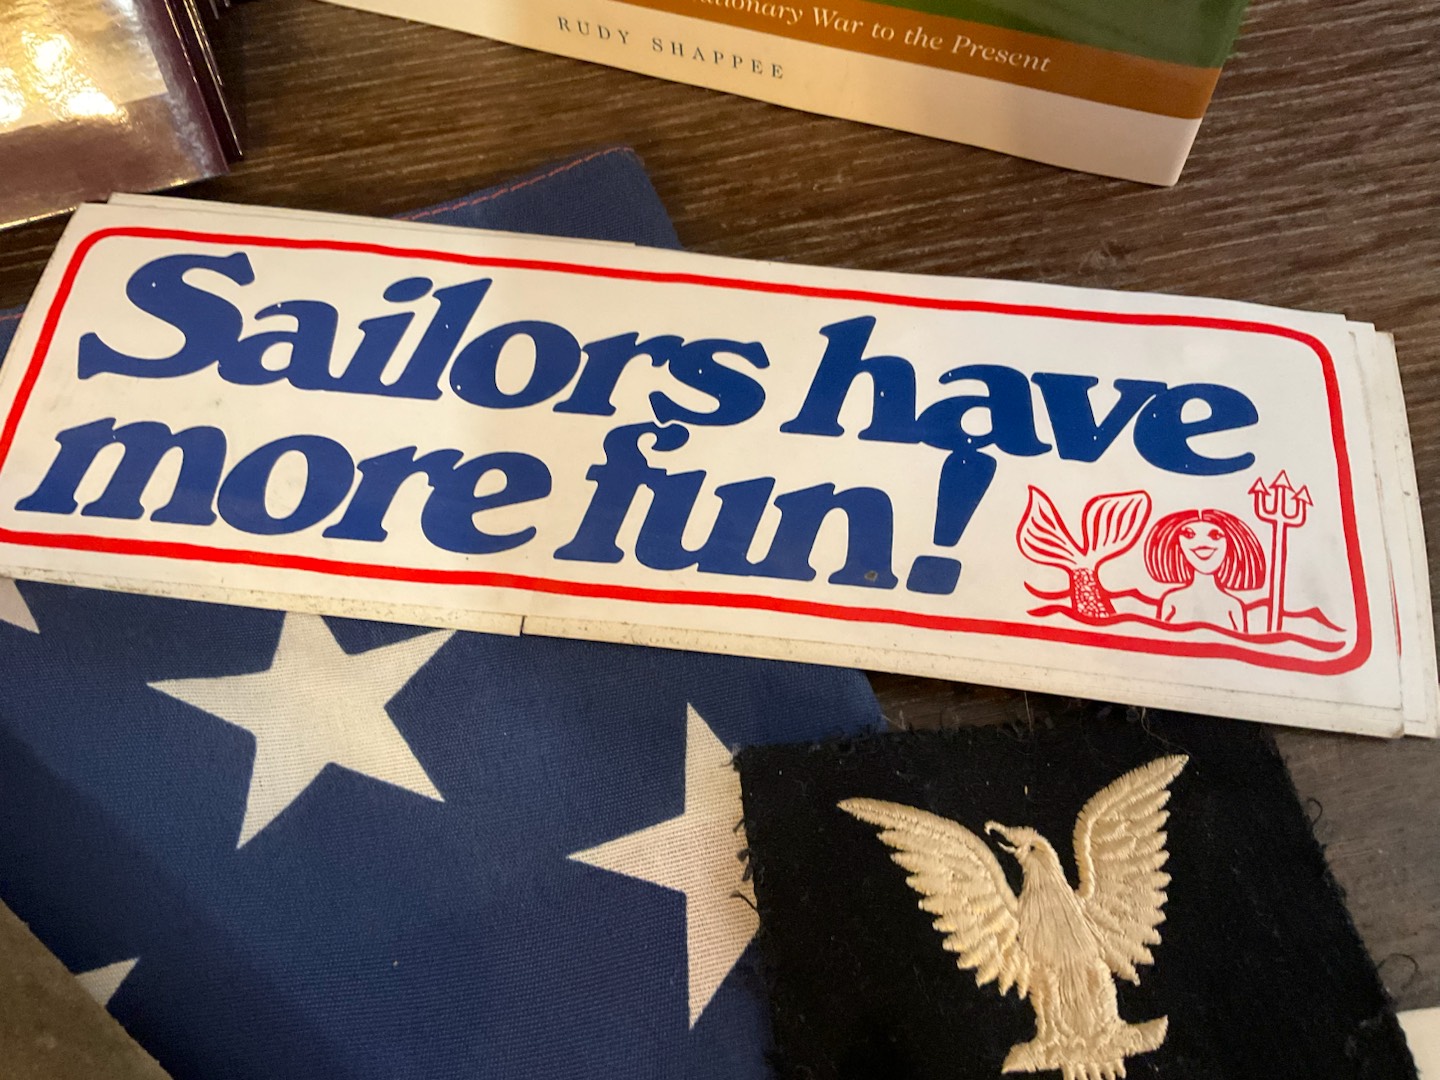 War to the Present
RUDY SHAPPEE
Sailors have
more fun!